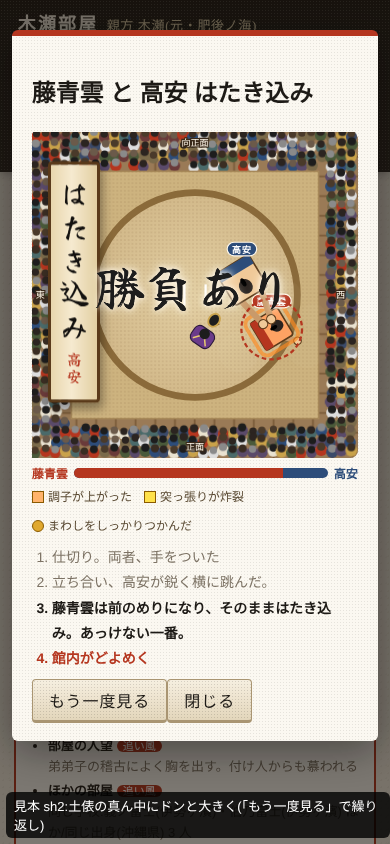 木瀬部屋 親方 木瀬(元・肥後ノ海)
藤青雲 と 高安 はたき込み
向正面
はたき込み
高安
東
西
高安
勝負あり
正面
藤青雲
高安
調子が上がった
突っ張りが炸裂
まわしをしっかりつかんだ
1. 仕切り。両者、手をついた
2. 立ち合い、高安が鋭く横に跳んだ。
3. 藤青雲は前のめりになり、そのままはたき込
み。あっけない一番。
4. 館内がどよめく
もう一度見る
閉じる
• 部屋の人望 追い風
弟弟子の稽古によく胸を出す。付け人からも慕われる
• ほかの部屋 追い風
見本 sh2:土俵の真ん中にドンと大きく(「もう一度見る」で繰り
返し)